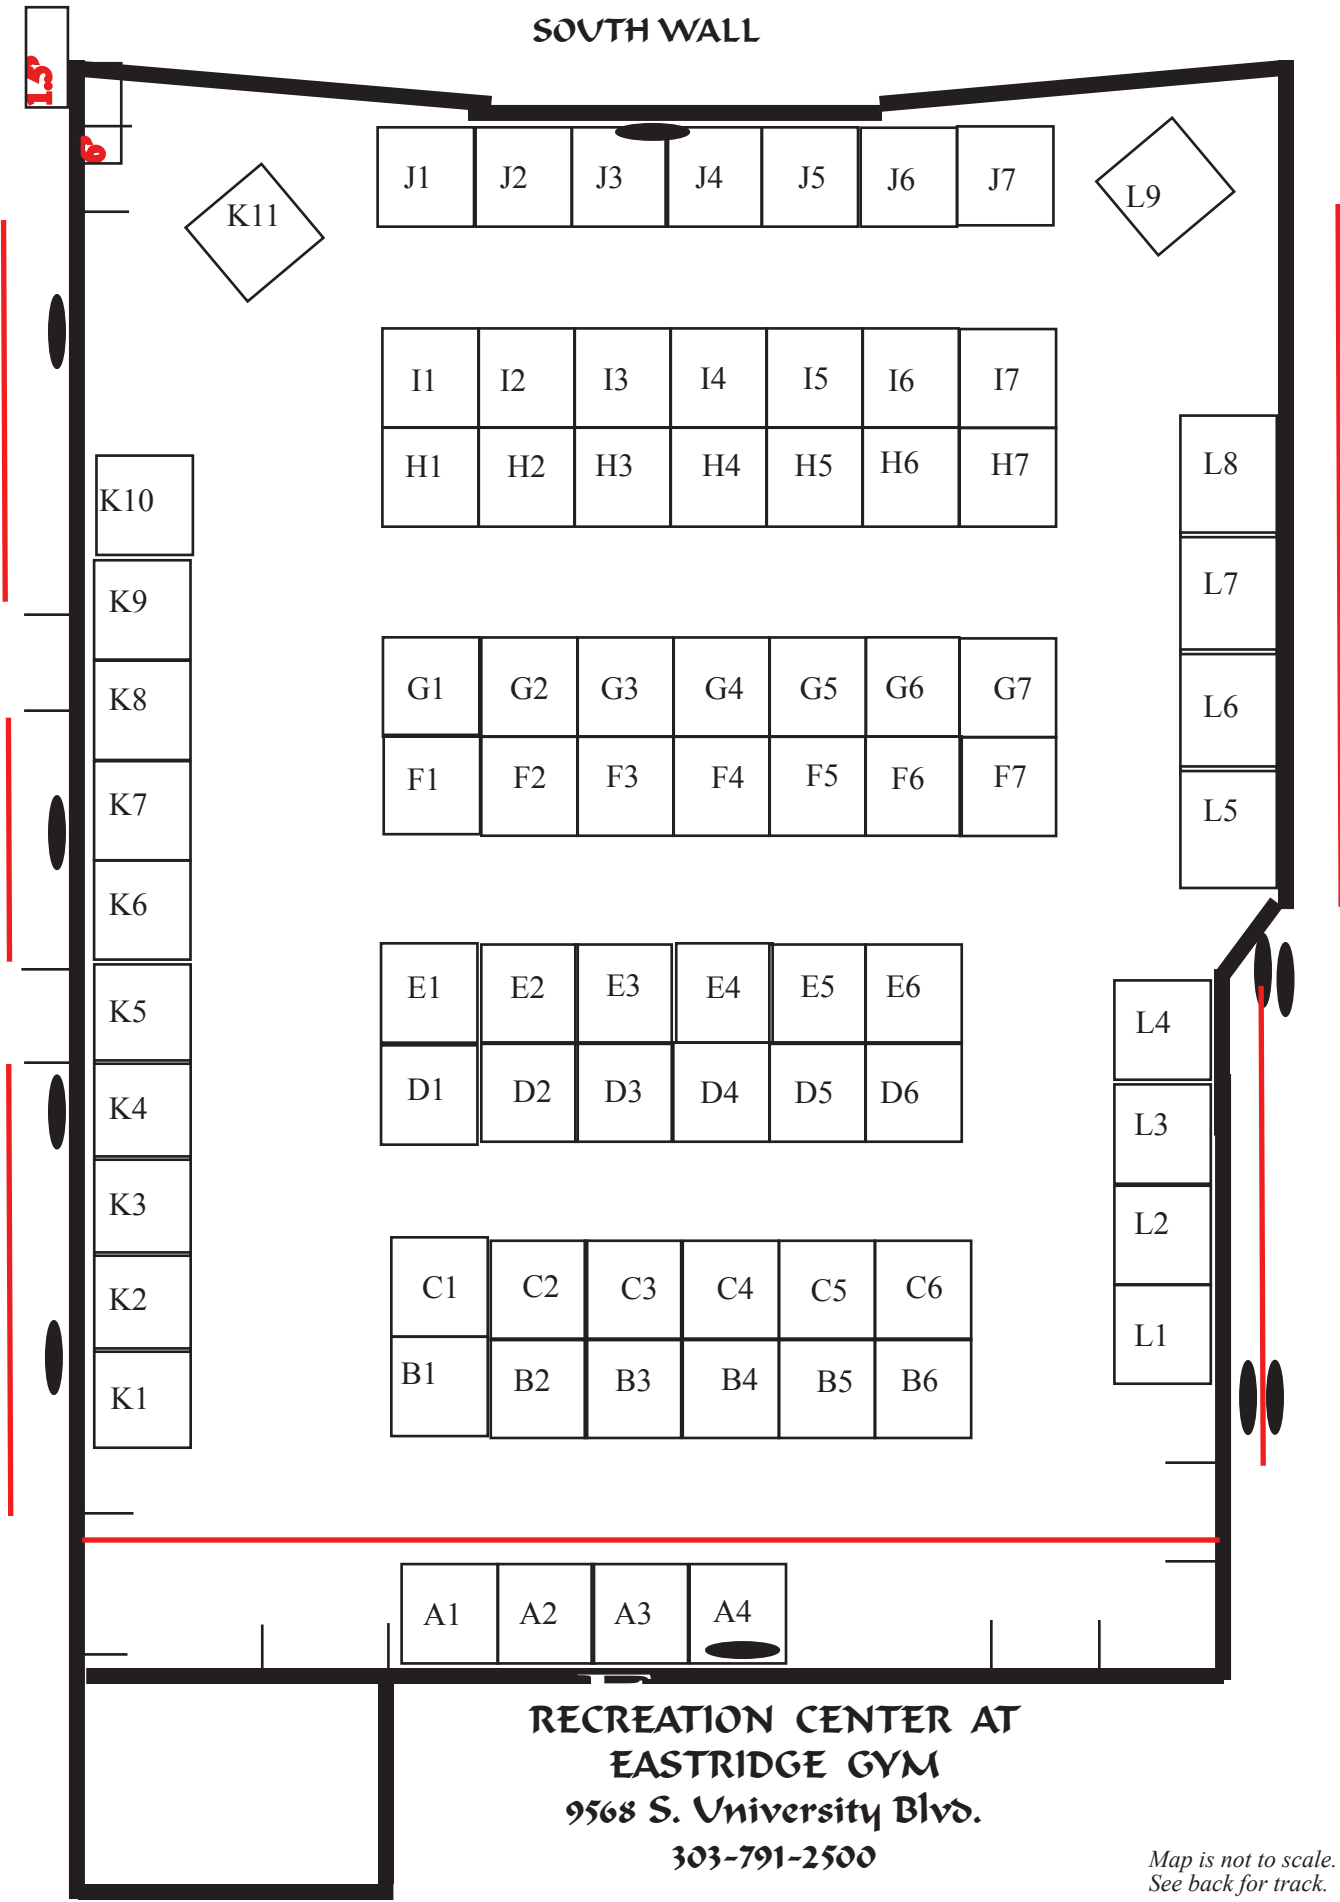 SOUTH WALL
1.5'
6'
J1 J2 J3 J4 J5 J6 J7
K11
L9
I1 I2 I3 I4 I5 I6 I7
H1 H2 H3 H4 H5 H6 H7
L8
K10
L7
K9
G1 G2 G3 G4 G5 G6 G7
K8
L6
F1 F2 F3 F4 F5 F6 F7
K7
L5
K6
E1 E2 E3 E4 E5 E6
K5
L4
D1 D2 D3 D4 D5 D6
K4
L3
K3
L2
C1 C2 C3 C4 C5 C6
K2
L1
B1 B2 B3 B4 B5 B6
K1
A1 A2 A3 A4
RECREATION CENTER AT
EASTRIDGE GYM
9568 S. University Blvd.
303-791-2500
Map is not to scale.
See back for track.